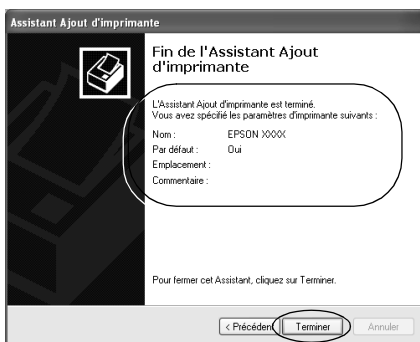 Assistant Ajout d'imprimante
Fin de l'Assistant Ajout
d'imprimante
L'Assistant Ajout d'imprimante est terminé.
Vous avez spécifié les paramètres d'imprimante suivants :
Nom : EPSON XXXX
Par défaut : Oui
Emplacement :
Commentaire :
Pour fermer cet Assistant, cliquez sur Terminer.
< Précédent Terminer Annuler